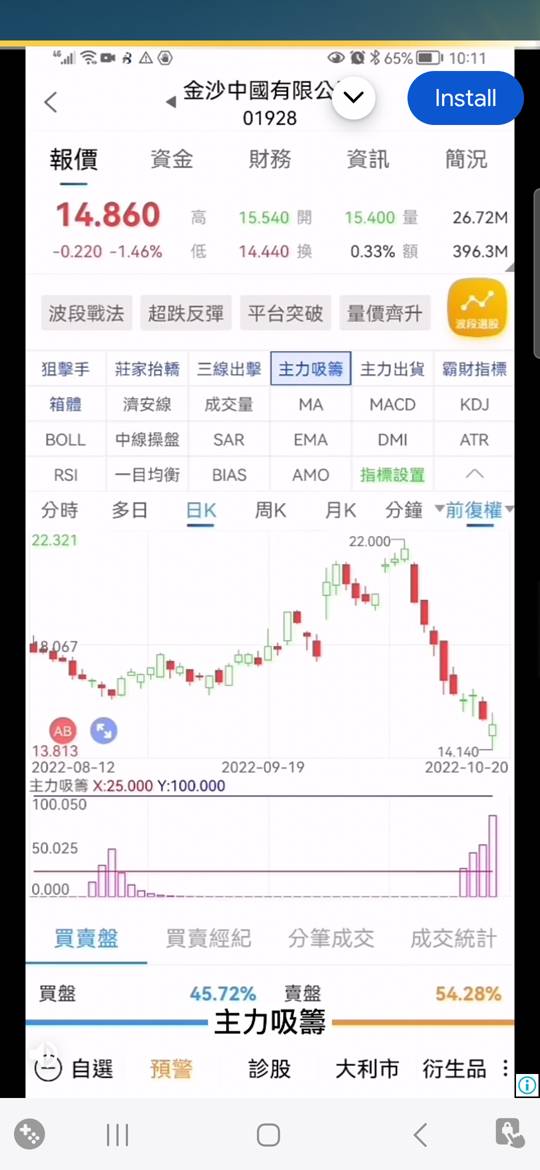 4G 65% 10:11
金沙中國有限公
01928
Install
報價 資金 財務 資訊 簡況
14.860 高 15.540 開 15.400 量 26.72M
-0.220 -1.46% 低 14.440 換 0.33% 額 396.3M
波段戰法 超跌反彈 平台突破 量價齊升 波段選股
狙擊手 莊家抬轎 三線出擊 主力吸籌 主力出貨 霸財指標
箱體 濟安線 成交量 MA MACD KDJ
BOLL 中線操盤 SAR EMA DMI ATR
RSI 一目均衡 BIAS AMO 指標設置
分時 多日 日K 周K 月K 分鐘 前復權
22.321
22.000
18.067
AB
13.813
14.140
2022-08-12 2022-09-19 2022-10-20
主力吸籌 X:25.000 Y:100.000
100.050
50.025
0.000
買賣盤 買賣經紀 分筆成交 成交統計
買盤 45.72% 賣盤 54.28%
主力吸籌
自選 預警 診股 大利市 衍生品